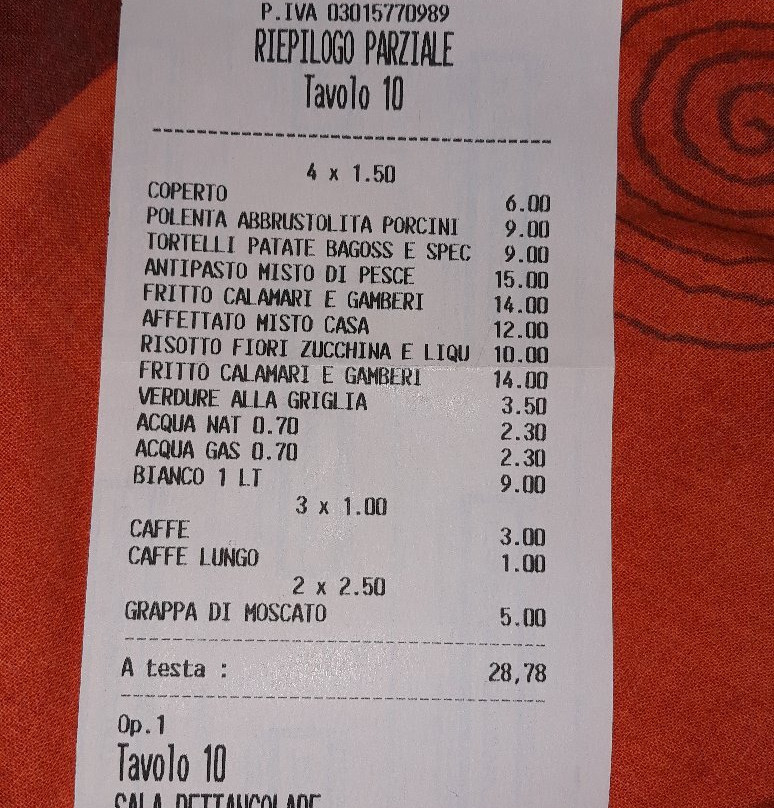 P.IVA 03015770989
RIEPILOGO PARZIALE
Tavolo 10
4 x 1.50
COPERTO 6.00
POLENTA ABBRUSTOLITA PORCINI 9.00
TORTELLI PATATE BAGOSS E SPEC 9.00
ANTIPASTO MISTO DI PESCE 15.00
FRITTO CALAMARI E GAMBERI 14.00
AFFETTATO MISTO CASA 12.00
RISOTTO FIORI ZUCCHINA E LIQU 10.00
FRITTO CALAMARI E GAMBERI 14.00
VERDURE ALLA GRIGLIA 3.50
ACQUA NAT 0.70 2.30
ACQUA GAS 0.70 2.30
BIANCO 1 LT 9.00
3 x 1.00
CAFFE 3.00
CAFFE LUNGO 1.00
2 x 2.50
GRAPPA DI MOSCATO 5.00
A testa : 28,78
Op.1
Tavolo 10
SALA